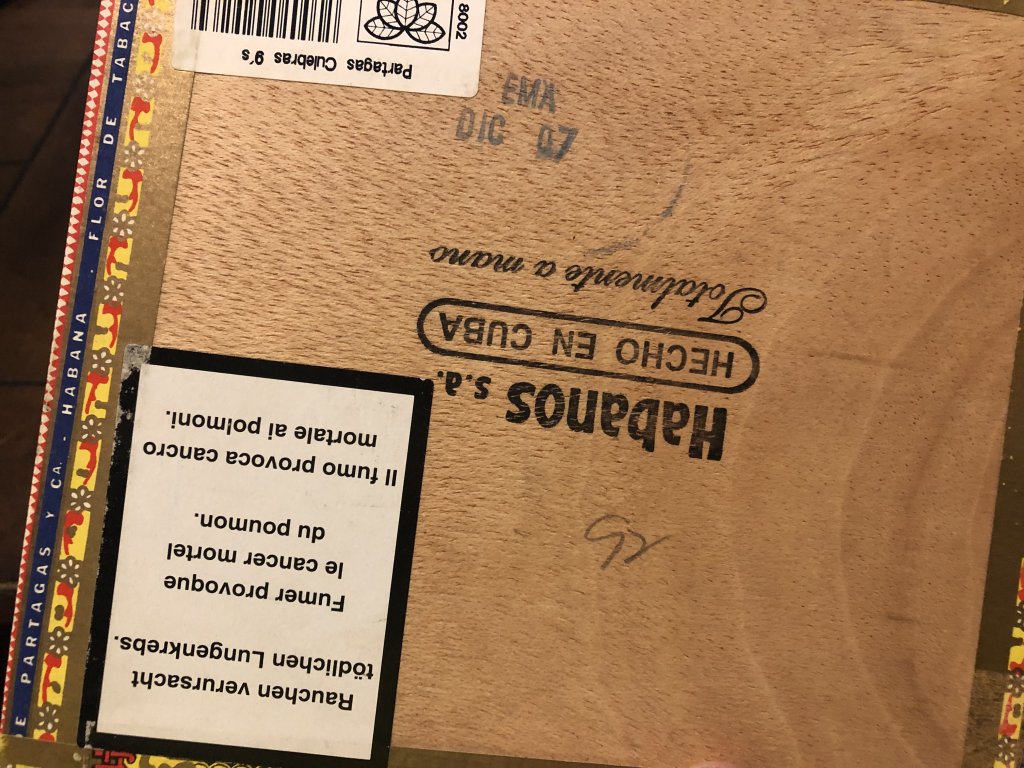 Rauchen verursacht
tödlichen Lungenkrebs.
Fumer provoque
le cancer mortel
du poumon.
Il fumo provoca cancro
mortale ai polmoni.
Habanos s.a.
HECHO EN CUBA
Totalmente a mano
EMA
DIC 07
Partagas Culebras 9's
8002
E PARTAGAS Y CA. - HABANA . FLOR DE TABAC